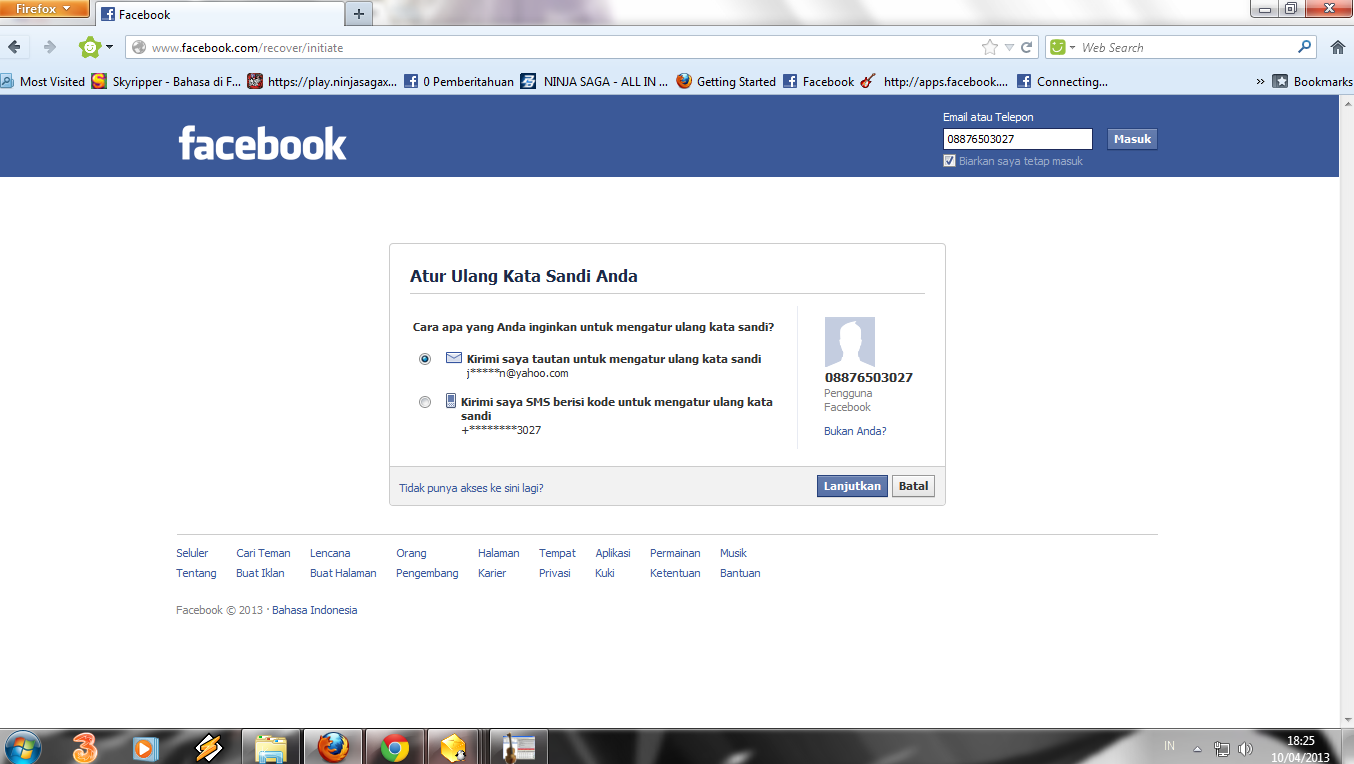 Firefox
Facebook
www.facebook.com/recover/initiate
Web Search
Most Visited
Skyripper - Bahasa di F...
https://play.ninjasagax...
0 Pemberitahuan
NINJA SAGA - ALL IN ...
Getting Started
Facebook
http://apps.facebook....
Connecting...
»
Bookmarks
facebook
Email atau Telepon
08876503027
Masuk
Biarkan saya tetap masuk
Atur Ulang Kata Sandi Anda
Cara apa yang Anda inginkan untuk mengatur ulang kata sandi?
Kirimi saya tautan untuk mengatur ulang kata sandi
j*****n@yahoo.com
Kirimi saya SMS berisi kode untuk mengatur ulang kata
sandi
+********3027
08876503027
Pengguna
Facebook
Bukan Anda?
Tidak punya akses ke sini lagi?
Lanjutkan
Batal
Seluler Cari Teman Lencana Orang Halaman Tempat Aplikasi Permainan Musik
Tentang Buat Iklan Buat Halaman Pengembang Karier Privasi Kuki Ketentuan Bantuan
Facebook © 2013 · Bahasa Indonesia
IN
18:25
10/04/2013